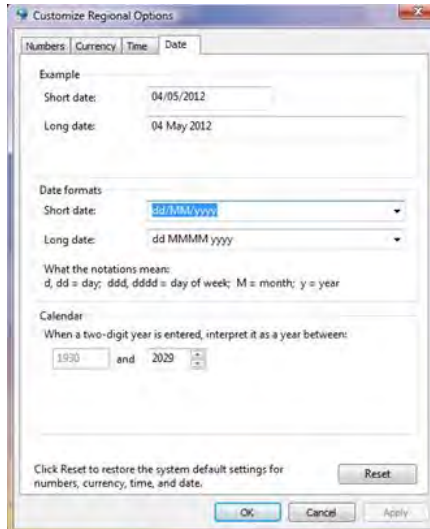 Customize Regional Options
Numbers Currency Time Date
Example
Short date: 04/05/2012
Long date: 04 May 2012
Date formats
Short date: dd/MM/yyyy
Long date: dd MMMM yyyy
What the notations mean:
d, dd = day; ddd, dddd = day of week; M = month; y = year
Calendar
When a two-digit year is entered, interpret it as a year between:
1930 and 2029
Click Reset to restore the system default settings for
numbers, currency, time, and date.
Reset
OK Cancel Apply